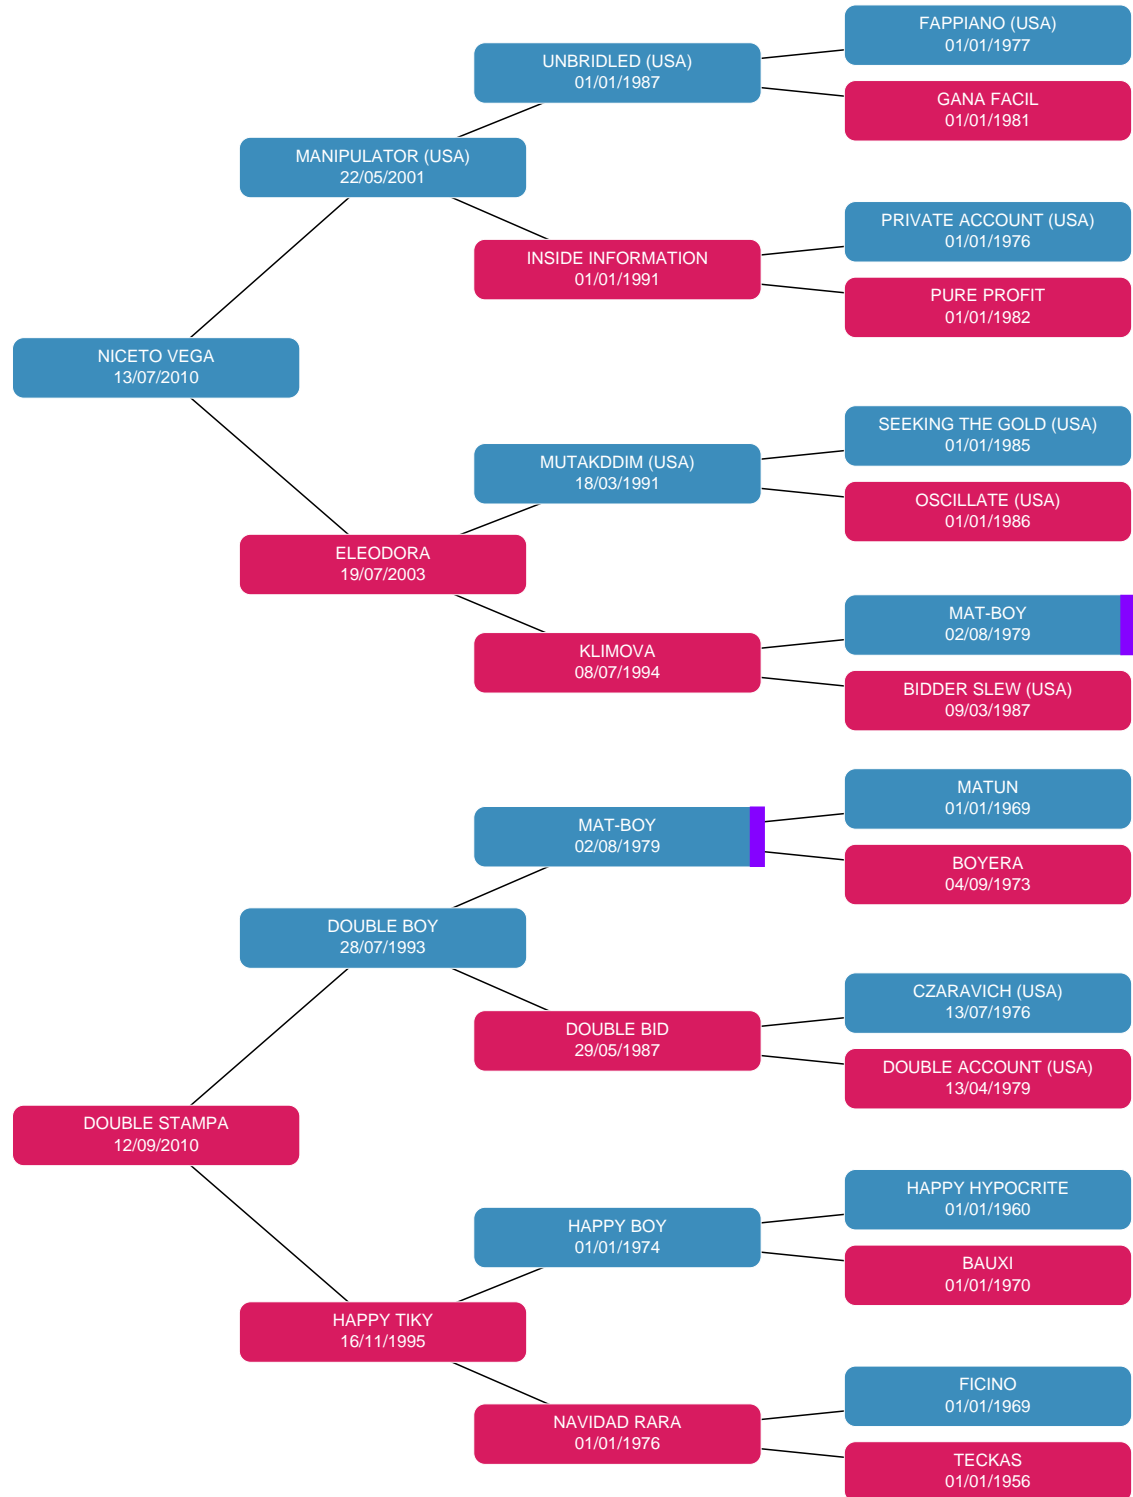 FAPPIANO (USA)
01/01/1977
UNBRIDLED (USA)
01/01/1987
GANA FACIL
01/01/1981
MANIPULATOR (USA)
22/05/2001
PRIVATE ACCOUNT (USA)
01/01/1976
INSIDE INFORMATION
01/01/1991
PURE PROFIT
01/01/1982
NICETO VEGA
13/07/2010
SEEKING THE GOLD (USA)
01/01/1985
MUTAKDDIM (USA)
18/03/1991
OSCILLATE (USA)
01/01/1986
ELEODORA
19/07/2003
MAT-BOY
02/08/1979
KLIMOVA
08/07/1994
BIDDER SLEW (USA)
09/03/1987
MATUN
01/01/1969
MAT-BOY
02/08/1979
BOYERA
04/09/1973
DOUBLE BOY
28/07/1993
CZARAVICH (USA)
13/07/1976
DOUBLE BID
29/05/1987
DOUBLE ACCOUNT (USA)
13/04/1979
DOUBLE STAMPA
12/09/2010
HAPPY HYPOCRITE
01/01/1960
HAPPY BOY
01/01/1974
BAUXI
01/01/1970
HAPPY TIKY
16/11/1995
FICINO
01/01/1969
NAVIDAD RARA
01/01/1976
TECKAS
01/01/1956